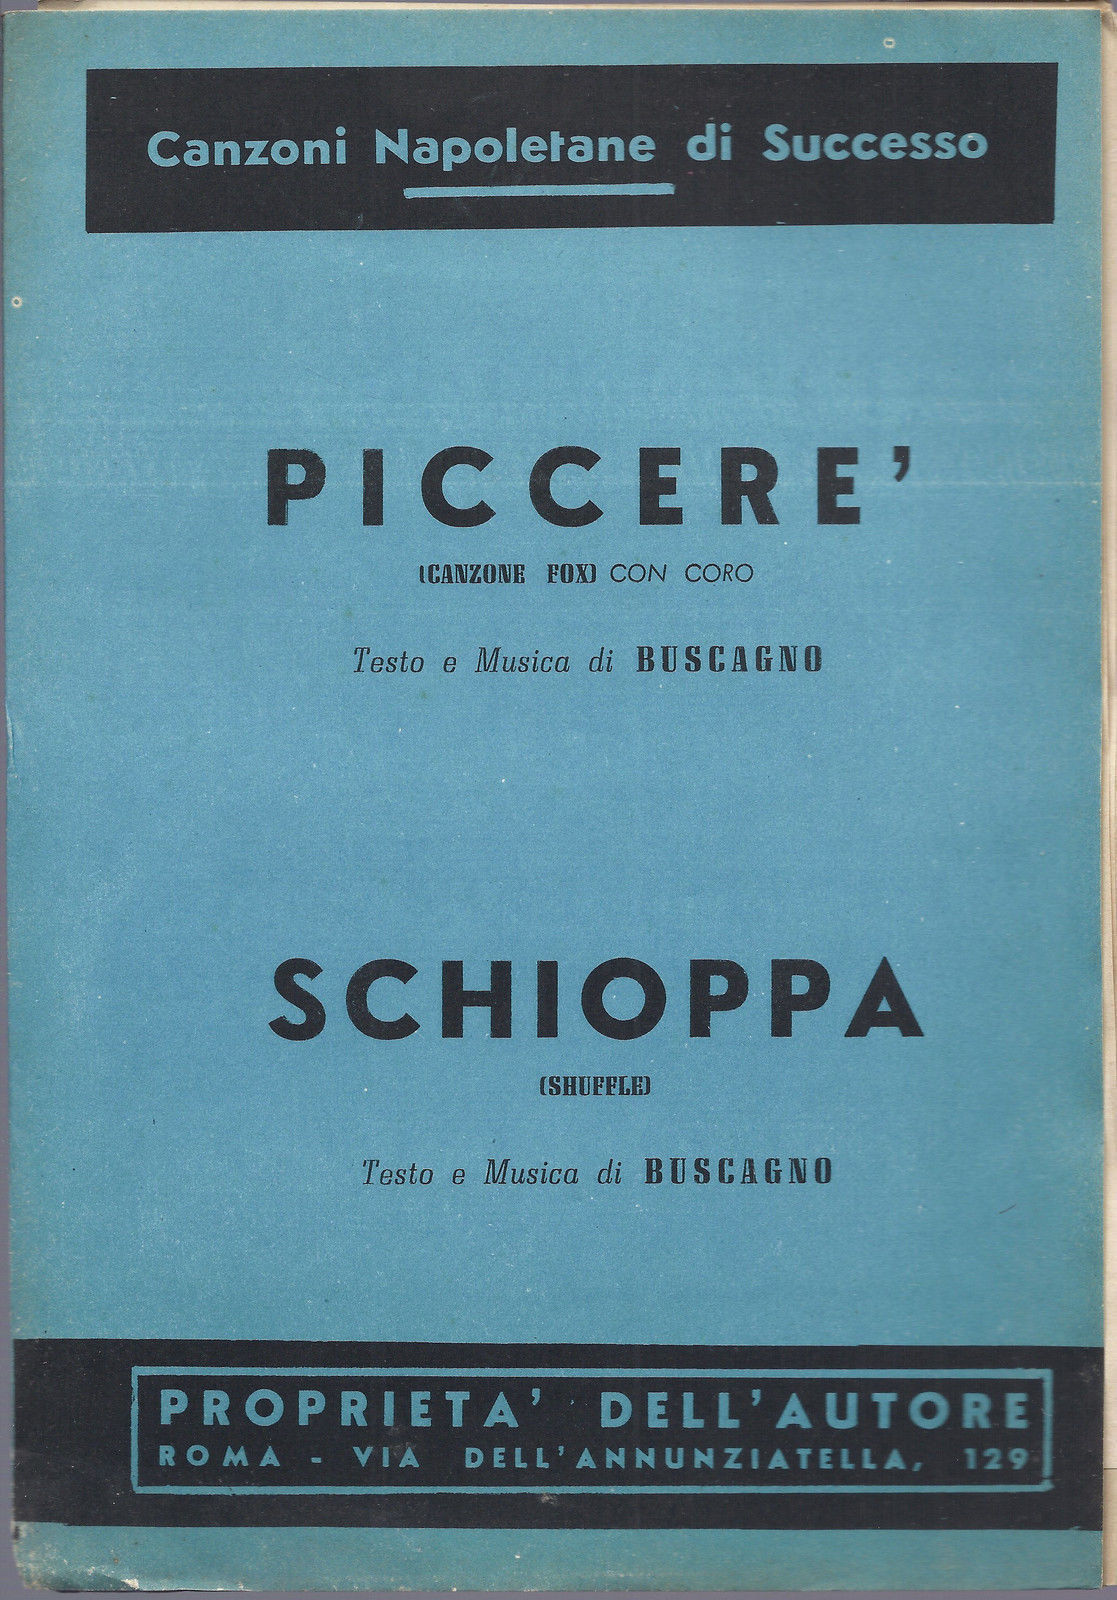 Canzoni Napoletane di Successo
PICCERE'
(CANZONE FOX) CON CORO
Testo e Musica di BUSCAGNO
SCHIOPPA
(SHUFFLE)
Testo e Musica di BUSCAGNO
PROPRIETA' DELL'AUTORE
ROMA - VIA DELL'ANNUNZIATELLA, 129